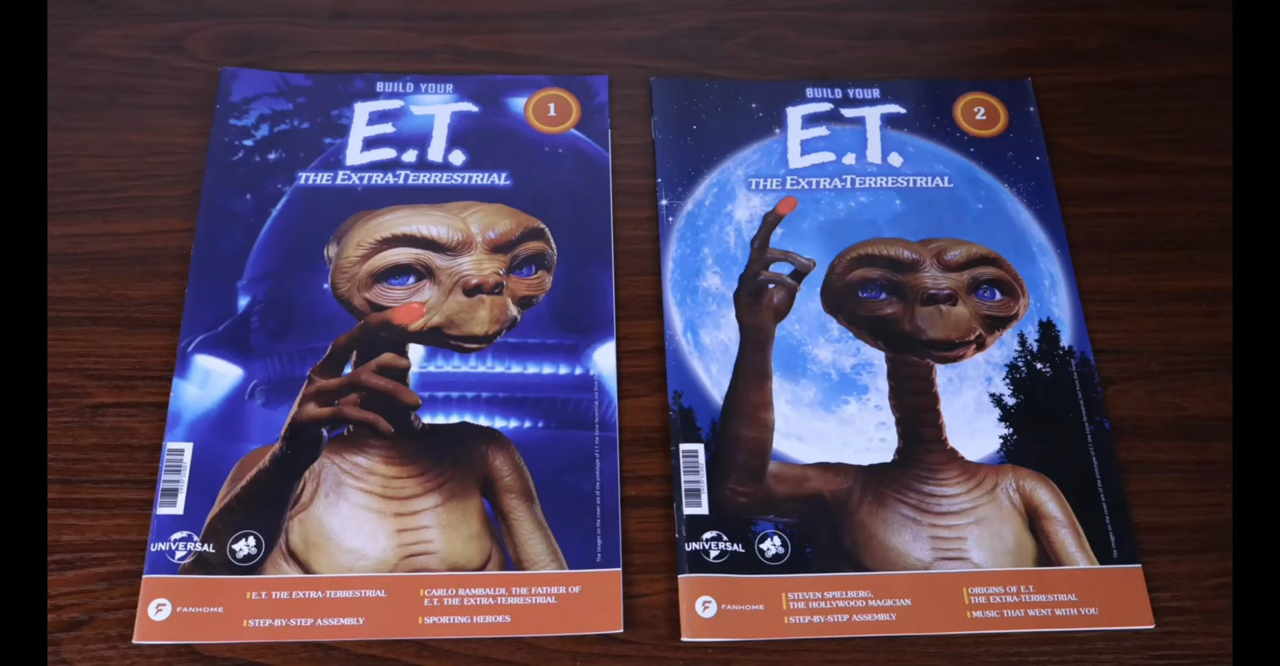 BUILD YOUR
E.T.
THE EXTRA-TERRESTRIAL
1
UNIVERSAL
FANHOME
E.T. THE EXTRA-TERRESTRIAL
STEP-BY-STEP ASSEMBLY
CARLO RAMBALDI, THE FATHER OF
E.T. THE EXTRA-TERRESTRIAL
SPORTING HEROES
BUILD YOUR
E.T.
THE EXTRA-TERRESTRIAL
2
UNIVERSAL
FANHOME
STEVEN SPIELBERG,
THE HOLLYWOOD MAGICIAN
STEP-BY-STEP ASSEMBLY
ORIGINS OF E.T.
THE EXTRA-TERRESTRIAL
MUSIC THAT WENT WITH YOU